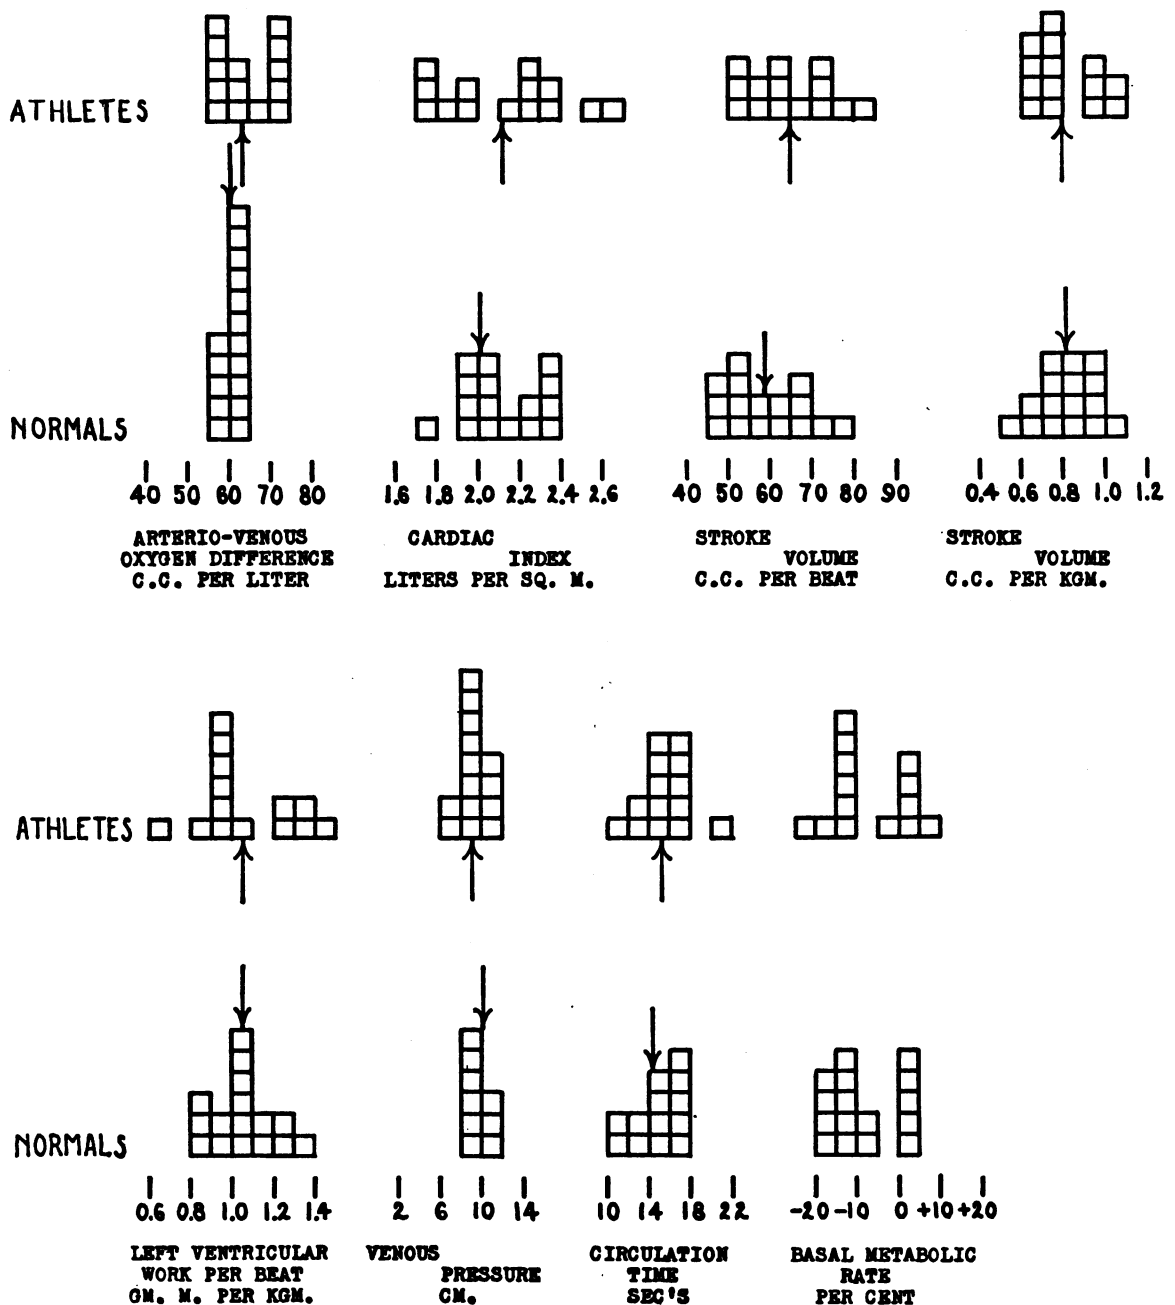 ATHLETES
NORMALS
40 50 60 70 80
1.6 1.8 2.0 2.2 2.4 2.6
40 50 60 70 80 90
0.4 0.6 0.8 1.0 1.2
ARTERIO-VENOUS
OXYGEN DIFFERENCE
C.C. PER LITER
CARDIAC
INDEX
LITERS PER SQ. M.
STROKE
VOLUME
C.C. PER BEAT
STROKE
VOLUME
C.C. PER KGM.
ATHLETES
NORMALS
0.6 0.8 1.0 1.2 1.4
2 6 10 14
10 14 18 22
-20 -10 0 +10 +20
LEFT VENTRICULAR
WORK PER BEAT
GM. M. PER KGM.
VENOUS
PRESSURE
CM.
CIRCULATION
TIME
SEC'S
BASAL METABOLIC
RATE
PER CENT